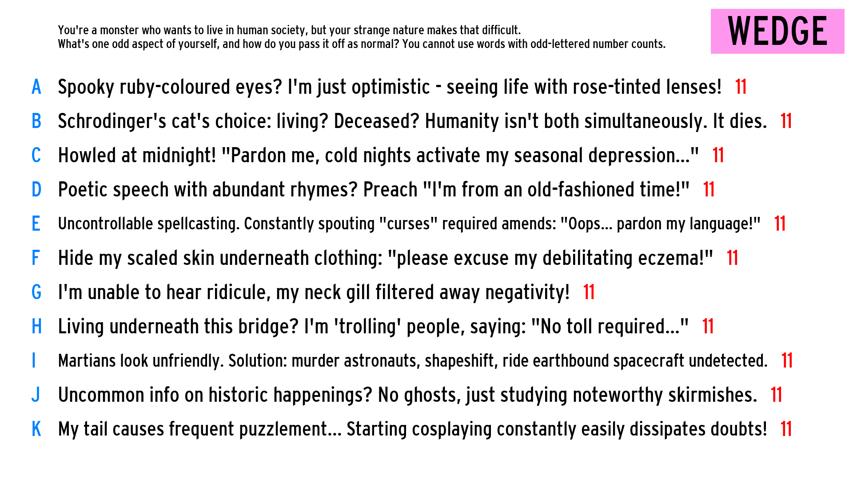 You're a monster who wants to live in human society, but your strange nature makes that difficult.
What's one odd aspect of yourself, and how do you pass it off as normal? You cannot use words with odd-lettered number counts.
WEDGE
A Spooky ruby-coloured eyes? I'm just optimistic - seeing life with rose-tinted lenses! 11
B Schrodinger's cat's choice: living? Deceased? Humanity isn't both simultaneously. It dies. 11
C Howled at midnight! "Pardon me, cold nights activate my seasonal depression..." 11
D Poetic speech with abundant rhymes? Preach "I'm from an old-fashioned time!" 11
E Uncontrollable spellcasting. Constantly spouting "curses" required amends: "Oops... pardon my language!" 11
F Hide my scaled skin underneath clothing: "please excuse my debilitating eczema!" 11
G I'm unable to hear ridicule, my neck gill filtered away negativity! 11
H Living underneath this bridge? I'm 'trolling' people, saying: "No toll required..." 11
I Martians look unfriendly. Solution: murder astronauts, shapeshift, ride earthbound spacecraft undetected. 11
J Uncommon info on historic happenings? No ghosts, just studying noteworthy skirmishes. 11
K My tail causes frequent puzzlement... Starting cosplaying constantly easily dissipates doubts! 11